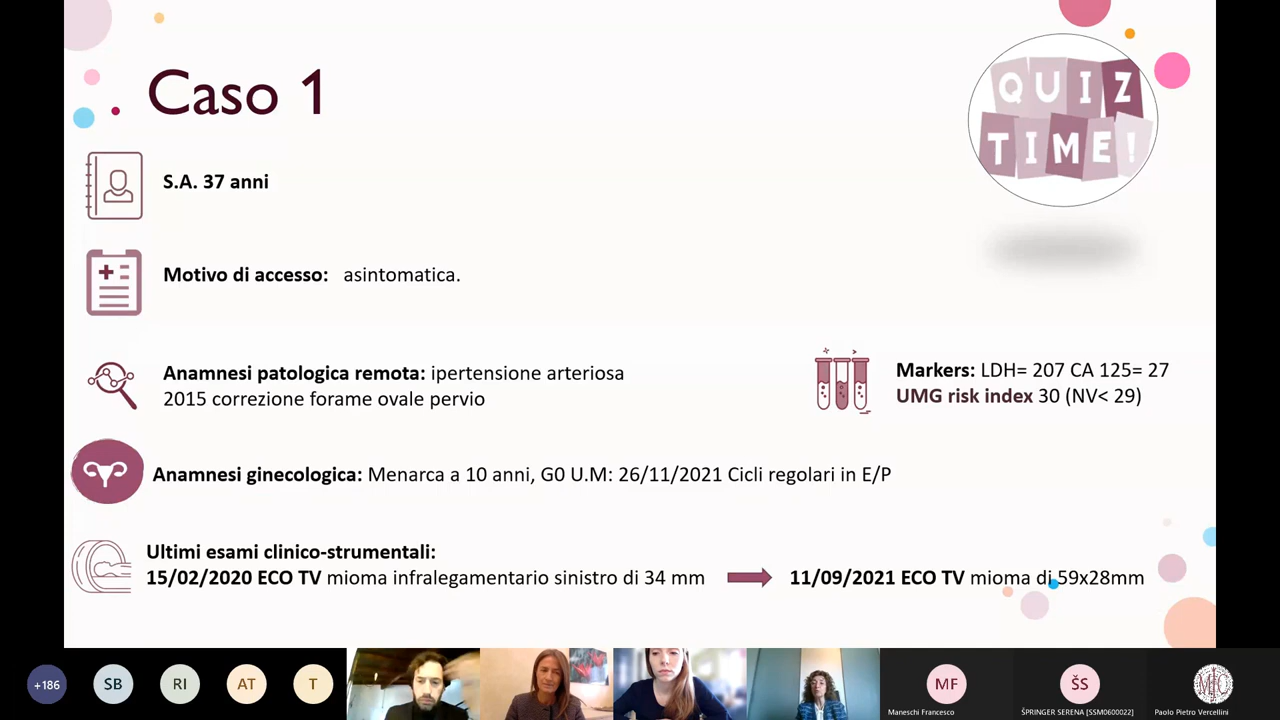 Caso 1
QUIZ
TIME!
S.A. 37 anni
Motivo di accesso: asintomatica.
Anamnesi patologica remota: ipertensione arteriosa
2015 correzione forame ovale pervio
Markers: LDH= 207 CA 125= 27
UMG risk index 30 (NV< 29)
Anamnesi ginecologica: Menarca a 10 anni, G0 U.M: 26/11/2021 Cicli regolari in E/P
Ultimi esami clinico-strumentali:
15/02/2020 ECO TV mioma infralegamentario sinistro di 34 mm
11/09/2021 ECO TV mioma di 59x28mm
+186
SB
RI
AT
T
MF
Maneschi Francesco
ŠS
ŠPRINGER SERENA [SSM0600022]
Paolo Pietro Vercellini